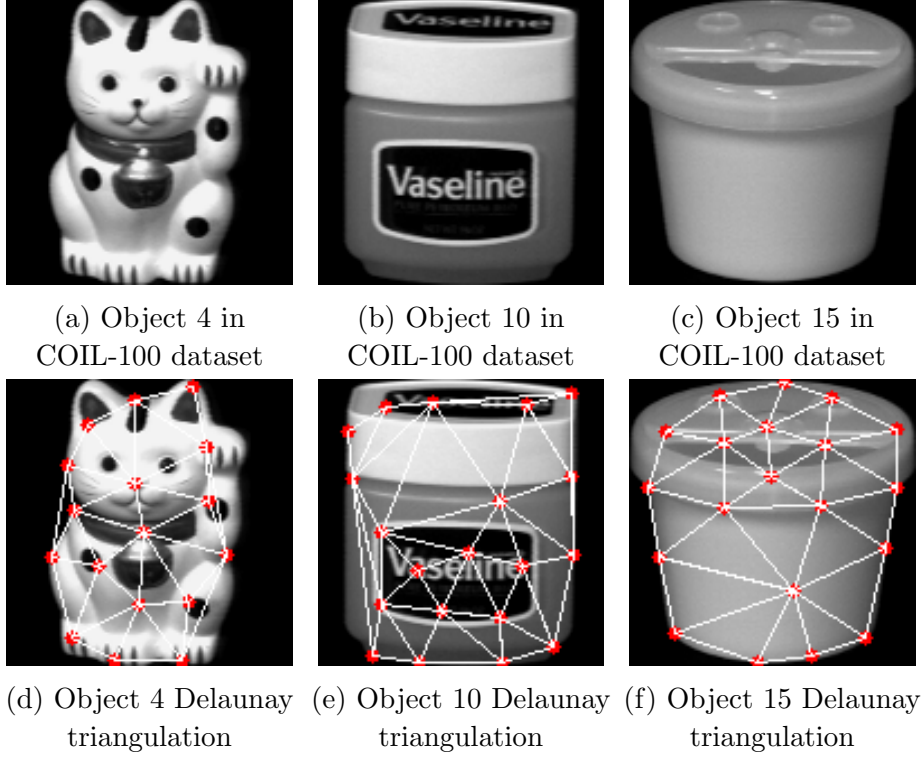 Vaseline
Vaseline
(a) Object 4 in
COIL-100 dataset
(b) Object 10 in
COIL-100 dataset
(c) Object 15 in
COIL-100 dataset
Vaseline
(d) Object 4 Delaunay
triangulation
(e) Object 10 Delaunay
triangulation
(f) Object 15 Delaunay
triangulation